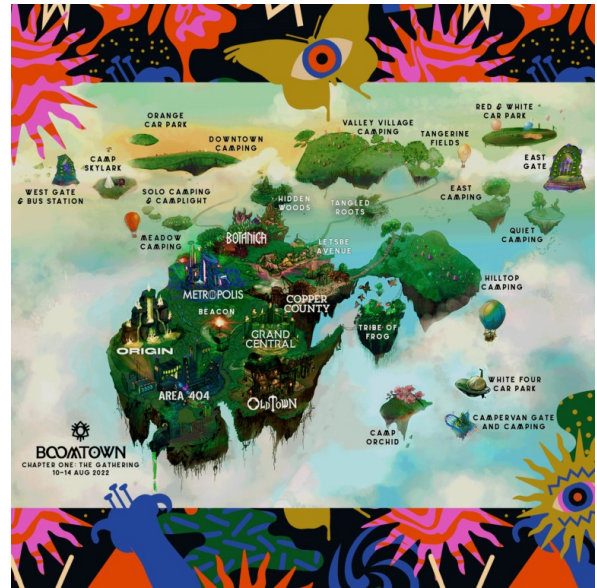 RED & WHITE
CAR PARK
ORANGE
CAR PARK
VALLEY VILLAGE
CAMPING
DOWNTOWN
CAMPING
TANGERINE
FIELDS
EAST
GATE
CAMP
SKYLARK
WEST GATE
& BUS STATION
SOLO CAMPING
& CAMPLIGHT
HIDDEN
WOODS
TANGLED
ROOTS
EAST
CAMPING
QUIET
CAMPING
MEADOW
CAMPING
BOTANICA
LETSBE
AVENUE
METROPOLIS
COPPER
COUNTY
HILLTOP
CAMPING
BEACON
TRIBE OF
FROG
GRAND
CENTRAL
ORIGIN
AREA 404
OLDTOWN
WHITE FOUR
CAR PARK
CAMP
ORCHID
CAMPERVAN GATE
AND CAMPING
BOOMTOWN
CHAPTER ONE: THE GATHERING
10-14 AUG 2022